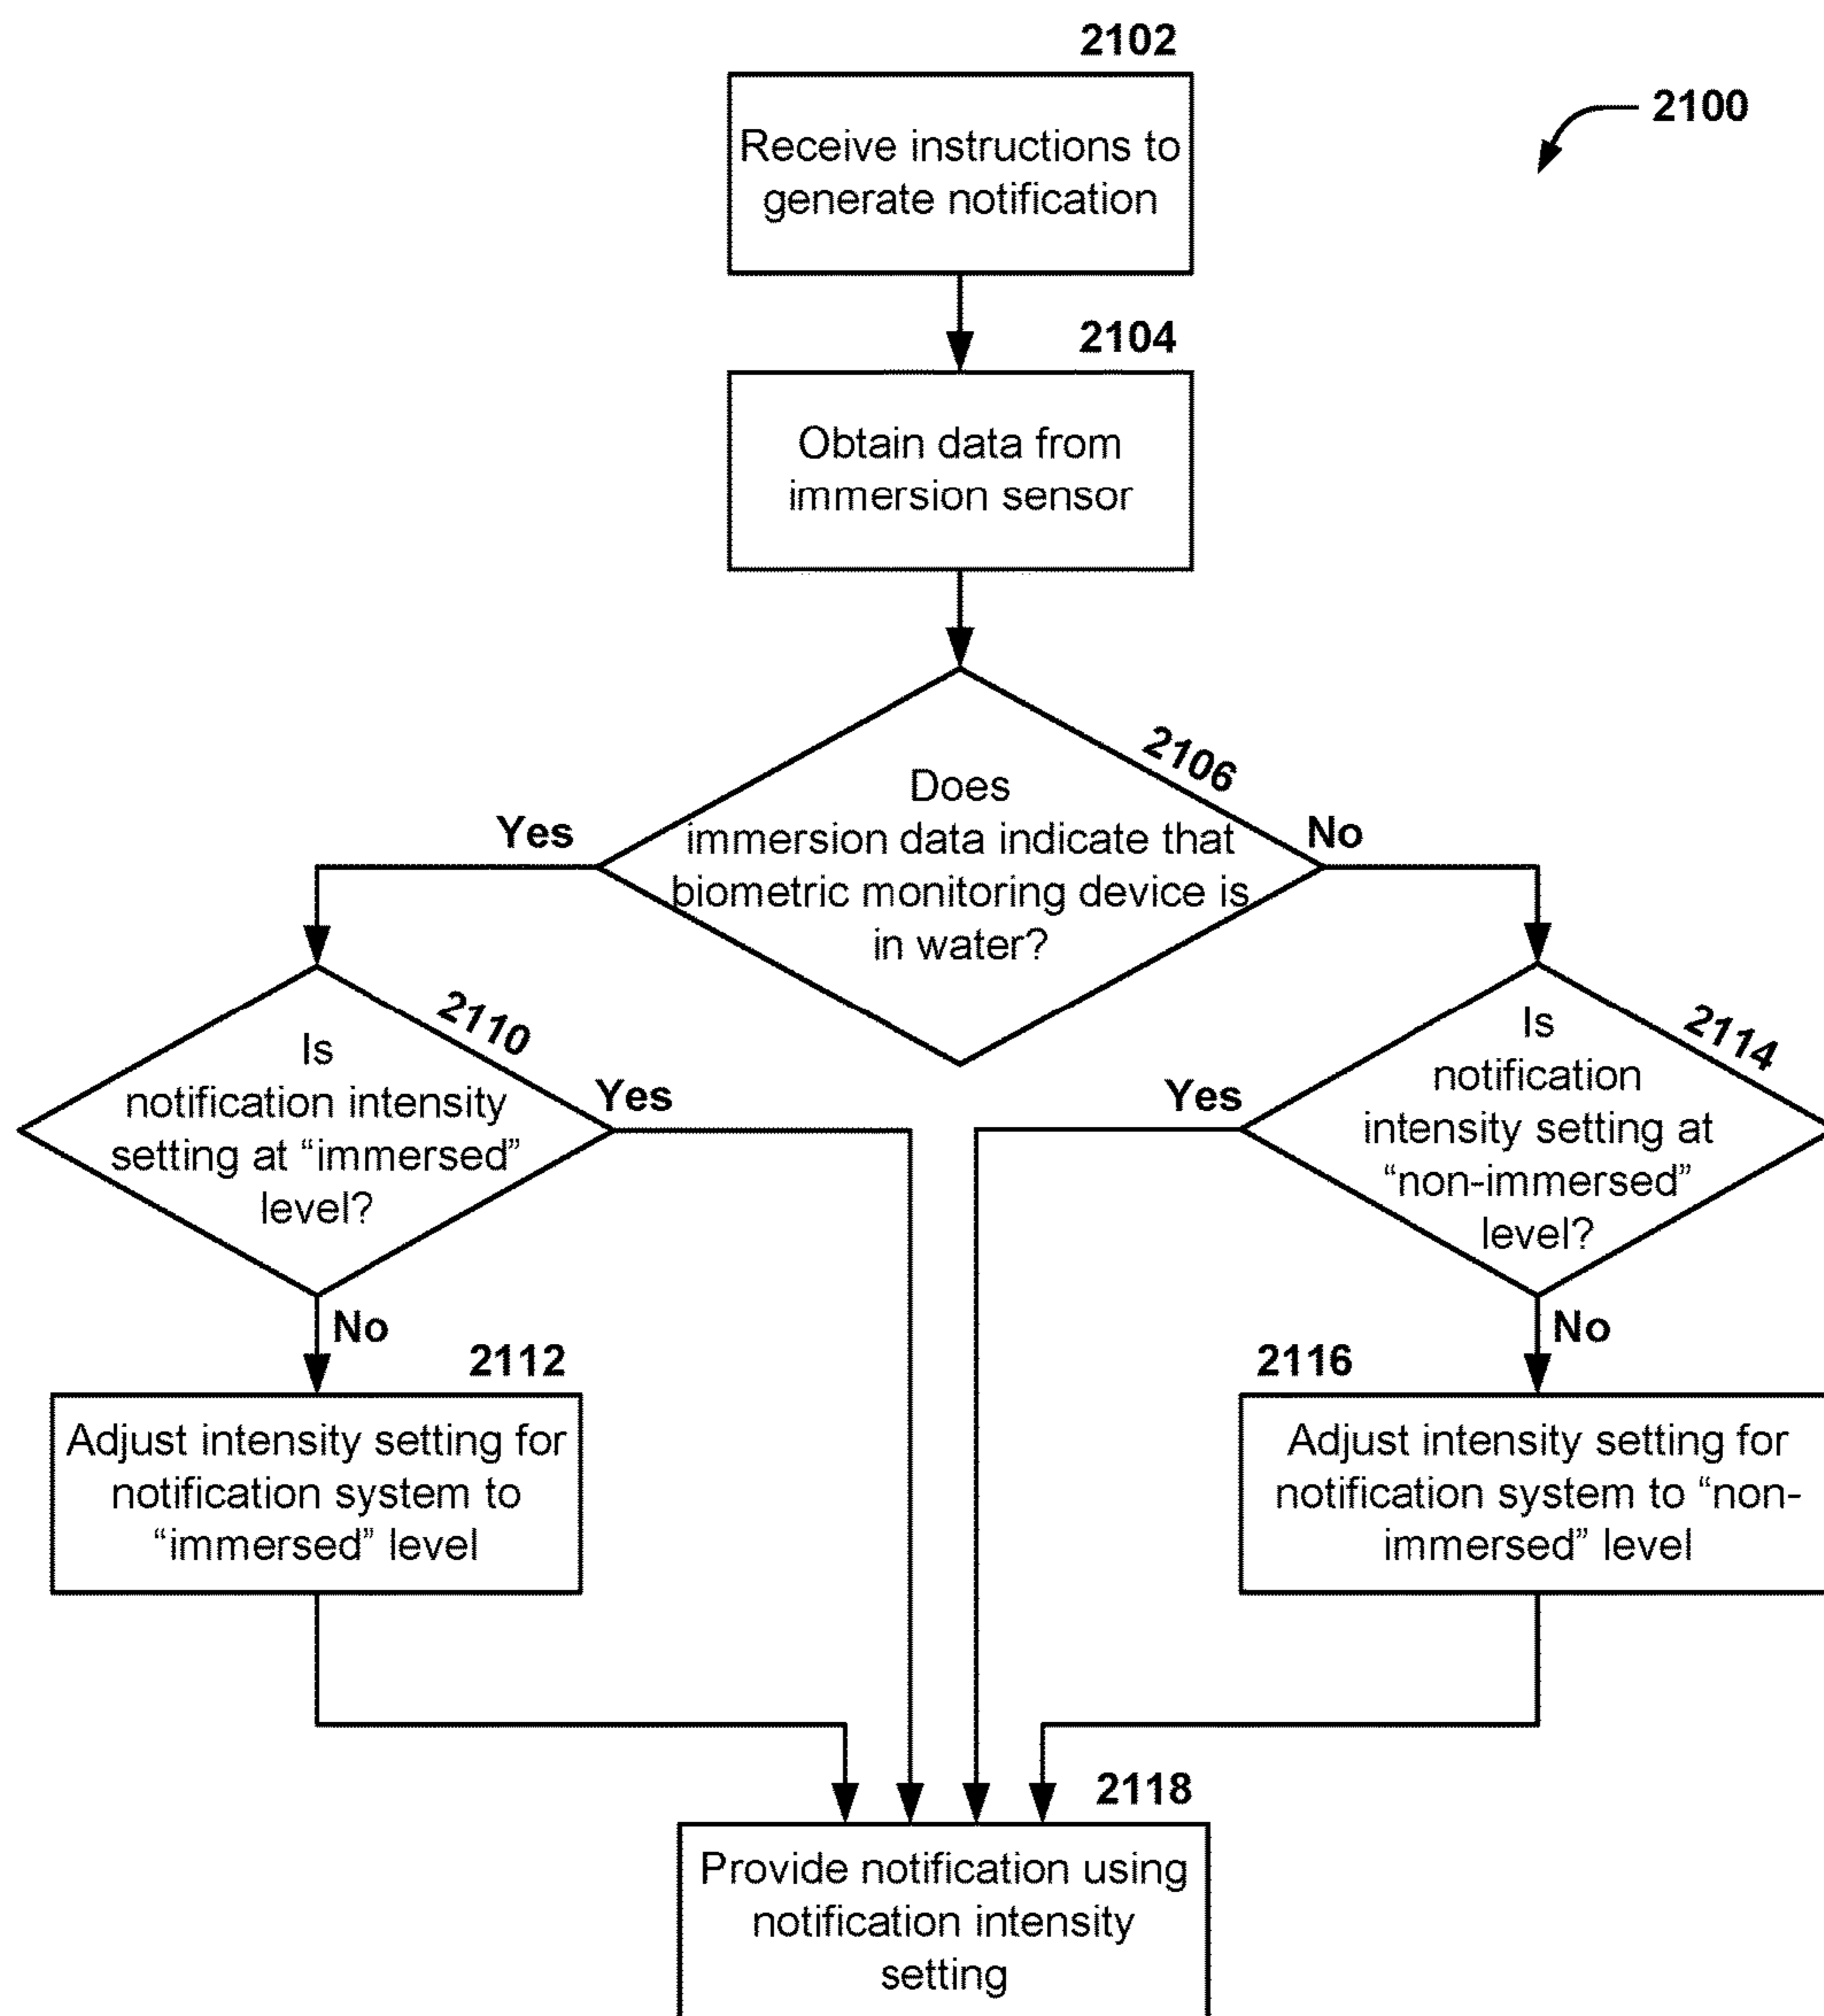 2102
2100
Receive instructions to
generate notification
2104
Obtain data from
immersion sensor
2106
Does
immersion data indicate that
biometric monitoring device is
in water?
Yes
No
2110
Is
notification intensity
setting at “immersed”
level?
Yes
No
2114
Is
notification
intensity setting at
“non-immersed”
level?
Yes
No
2112
Adjust intensity setting for
notification system to
“immersed” level
2116
Adjust intensity setting for
notification system to “non-
immersed” level
2118
Provide notification using
notification intensity
setting